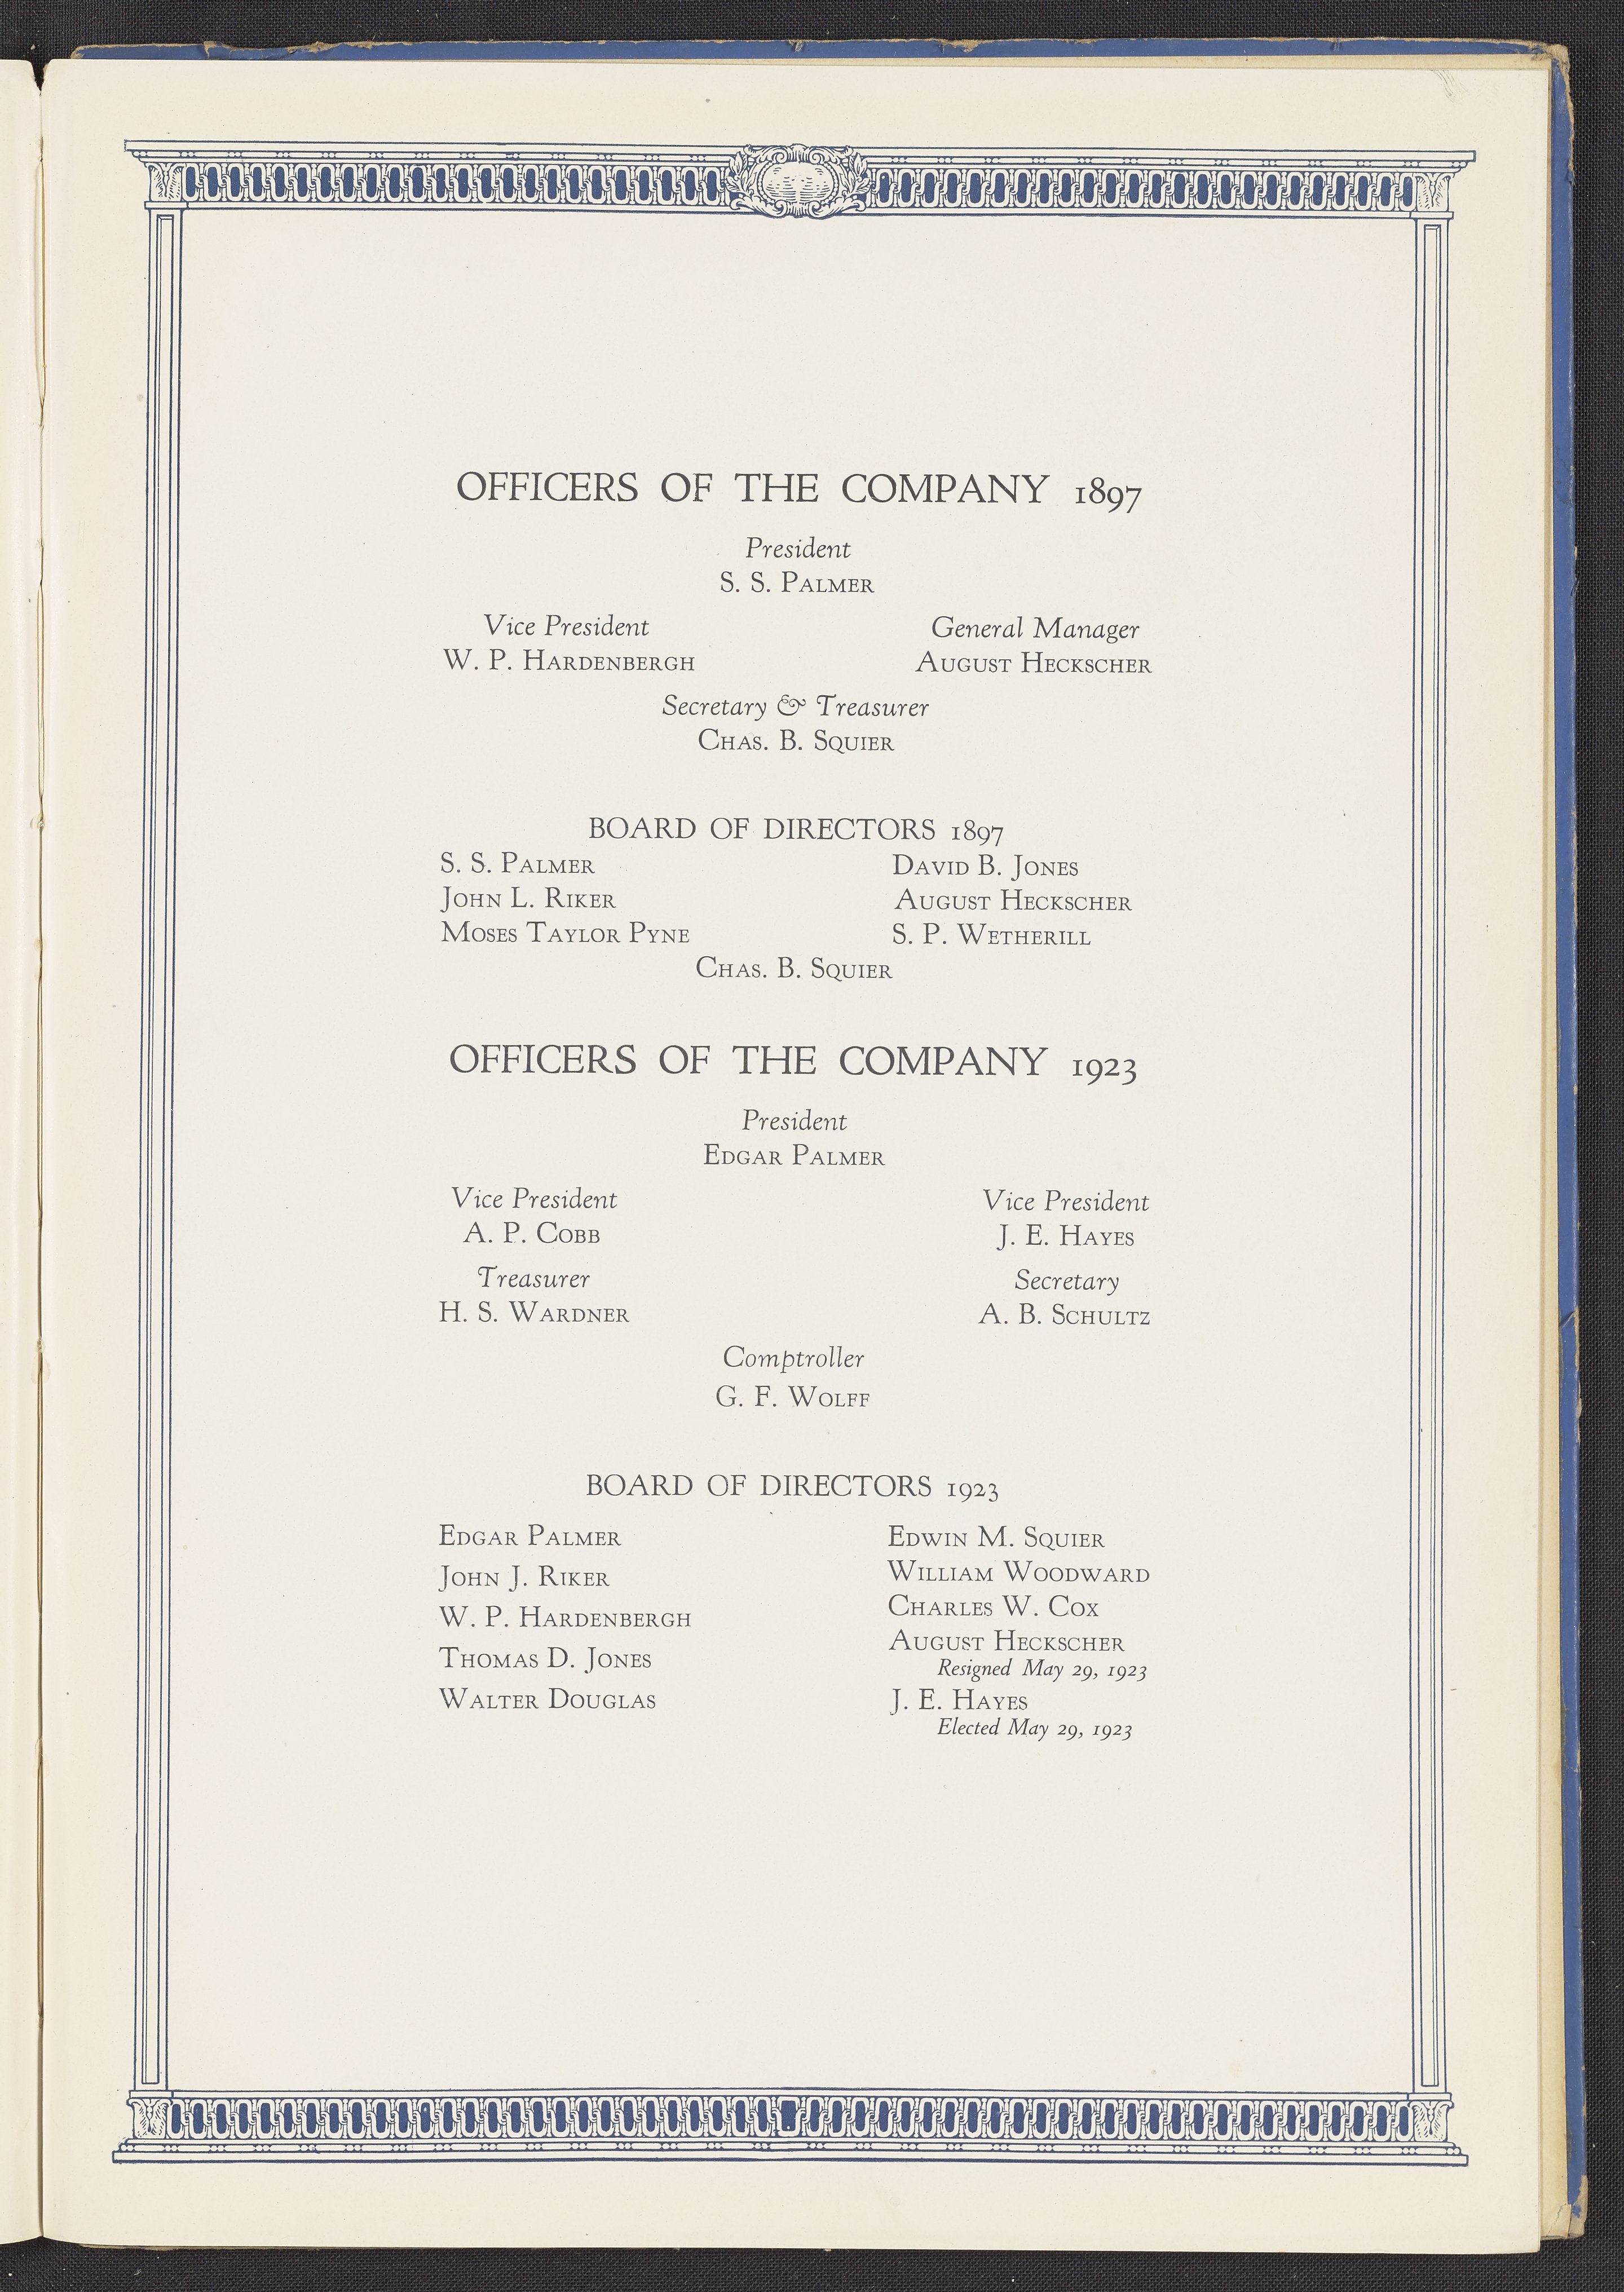 OFFICERS OF THE COMPANY 1897
President
S. S. PALMER
Vice President General Manager
W. P. HARDENBERGH AUGUST HECKSCHER
Secretary & Treasurer
CHAS. B. SQUIER
BOARD OF DIRECTORS 1897
S. S. PALMER DAVID B. JONES
JOHN L. RIKER AUGUST HECKSCHER
MOSES TAYLOR PYNE S. P. WETHERILL
CHAS. B. SQUIER
OFFICERS OF THE COMPANY 1923
President
EDGAR PALMER
Vice President Vice President
A. P. COBB J. E. HAYES
Treasurer Secretary
H. S. WARDNER A. B. SCHULTZ
Comptroller
G. F. WOLFF
BOARD OF DIRECTORS 1923
EDGAR PALMER
JOHN J. RIKER
W. P. HARDENBERGH
THOMAS D. JONES
WALTER DOUGLAS
EDWIN M. SQUIER
WILLIAM WOODWARD
CHARLES W. COX
AUGUST HECKSCHER
Resigned May 29, 1923
J. E. HAYES
Elected May 29, 1923